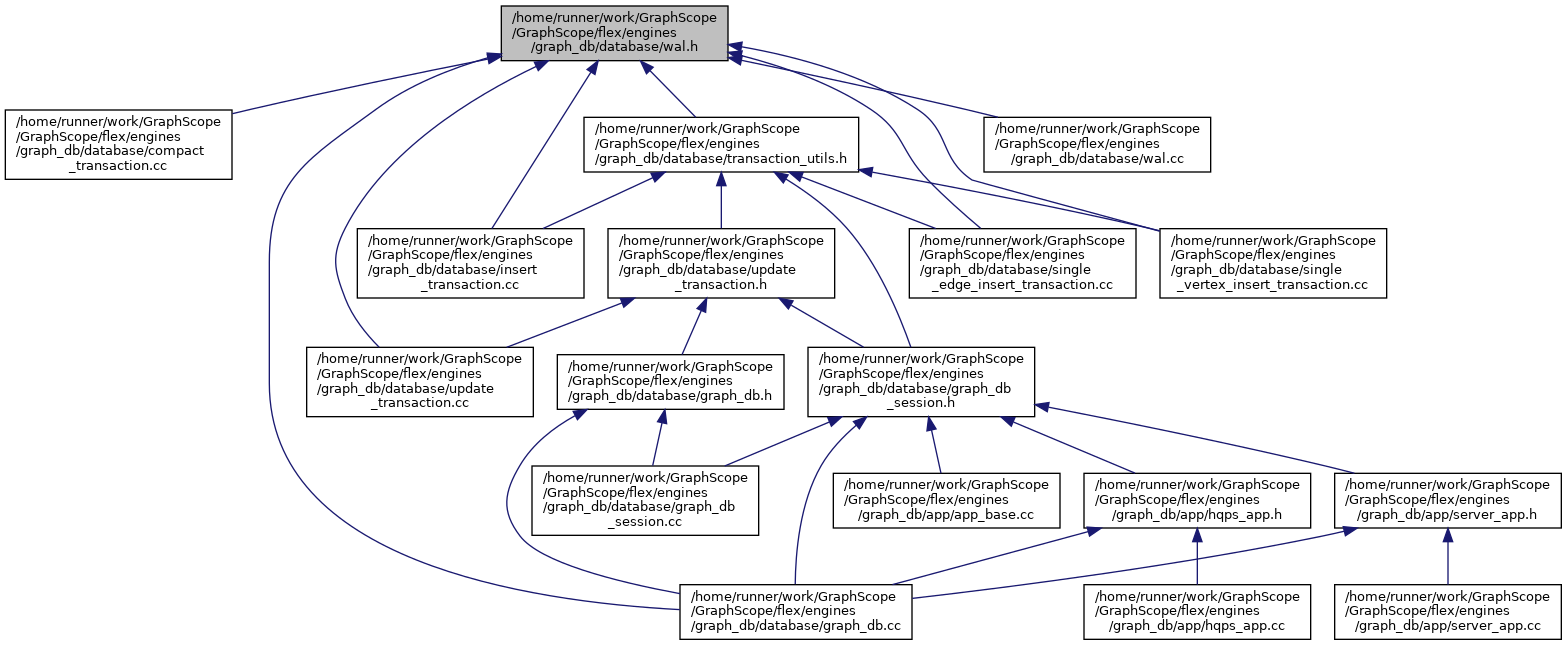 /home/runner/work/GraphScope
/GraphScope/flex/engines
/graph_db/database/wal.h
/home/runner/work/GraphScope
/GraphScope/flex/engines
/graph_db/database/compact
_transaction.cc
/home/runner/work/GraphScope
/GraphScope/flex/engines
/graph_db/database/transaction_utils.h
/home/runner/work/GraphScope
/GraphScope/flex/engines
/graph_db/database/wal.cc
/home/runner/work/GraphScope
/GraphScope/flex/engines
/graph_db/database/insert
_transaction.cc
/home/runner/work/GraphScope
/GraphScope/flex/engines
/graph_db/database/update
_transaction.h
/home/runner/work/GraphScope
/GraphScope/flex/engines
/graph_db/database/single
_edge_insert_transaction.cc
/home/runner/work/GraphScope
/GraphScope/flex/engines
/graph_db/database/single
_vertex_insert_transaction.cc
/home/runner/work/GraphScope
/GraphScope/flex/engines
/graph_db/database/update
_transaction.cc
/home/runner/work/GraphScope
/GraphScope/flex/engines
/graph_db/database/graph_db.h
/home/runner/work/GraphScope
/GraphScope/flex/engines
/graph_db/database/graph_db
_session.h
/home/runner/work/GraphScope
/GraphScope/flex/engines
/graph_db/database/graph_db
_session.cc
/home/runner/work/GraphScope
/GraphScope/flex/engines
/graph_db/app/app_base.cc
/home/runner/work/GraphScope
/GraphScope/flex/engines
/graph_db/app/hqps_app.h
/home/runner/work/GraphScope
/GraphScope/flex/engines
/graph_db/app/server_app.h
/home/runner/work/GraphScope
/GraphScope/flex/engines
/graph_db/database/graph_db.cc
/home/runner/work/GraphScope
/GraphScope/flex/engines
/graph_db/app/hqps_app.cc
/home/runner/work/GraphScope
/GraphScope/flex/engines
/graph_db/app/server_app.cc